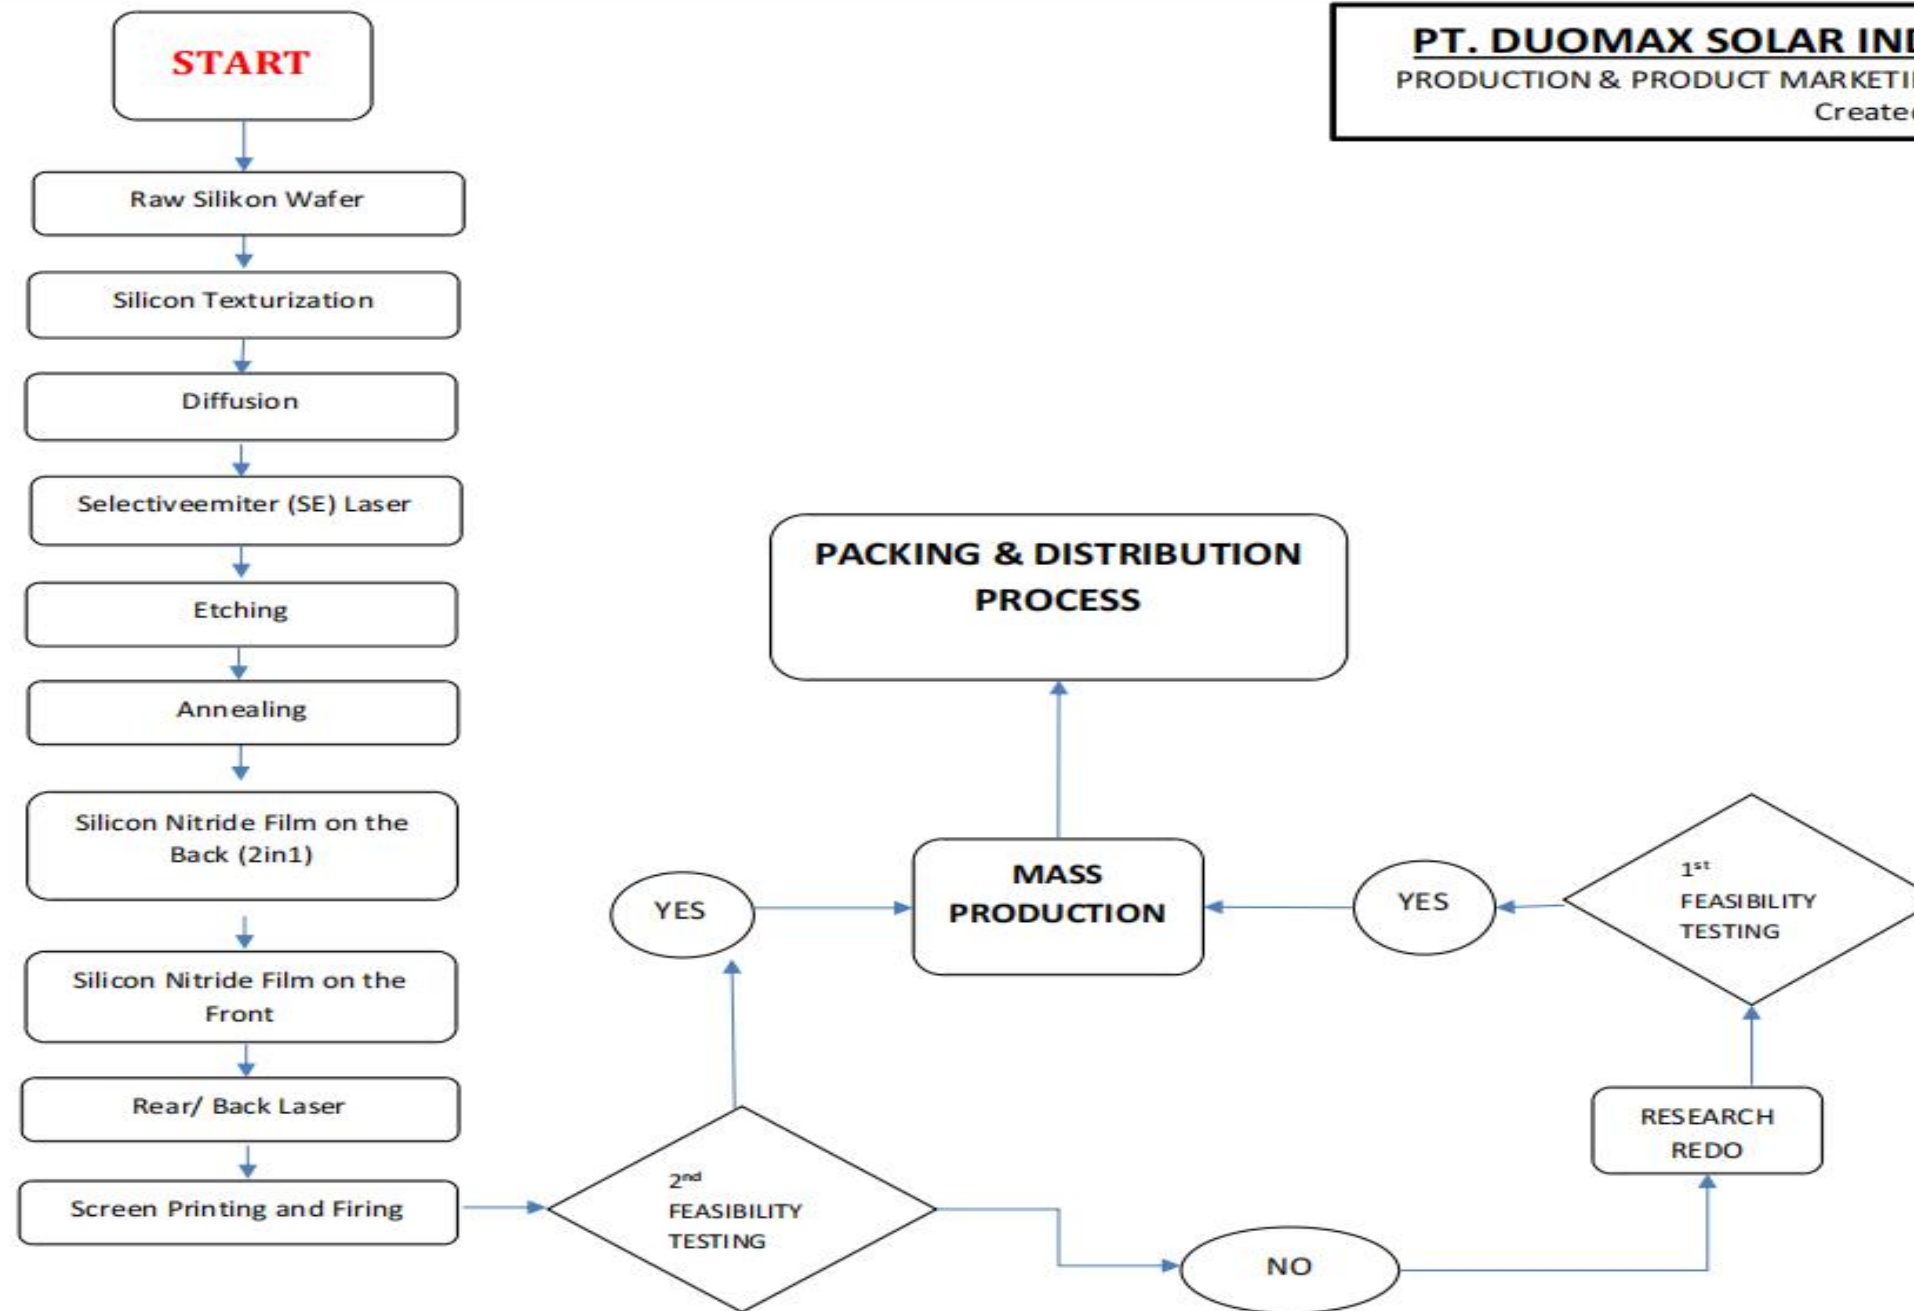 START
PT. DUOMAX SOLAR
PRODUCTION & PRODUCT
Raw Silikon Wafer
Silicon Texturization
Diffusion
Selectiveemiter (SE) Laser
Etching
Annealing
Silicon Nitride Film on the
Back (2in1)
Silicon Nitride Film on the
Front
Rear/ Back Laser
Screen Printing and Firing
PACKING & DISTRIBUTION
PROCESS
MASS
PRODUCTION
YES
YES
1st
FEASIBILITY
TESTING
RESEARCH
REDO
2nd
FEASIBILITY
TESTING
NO